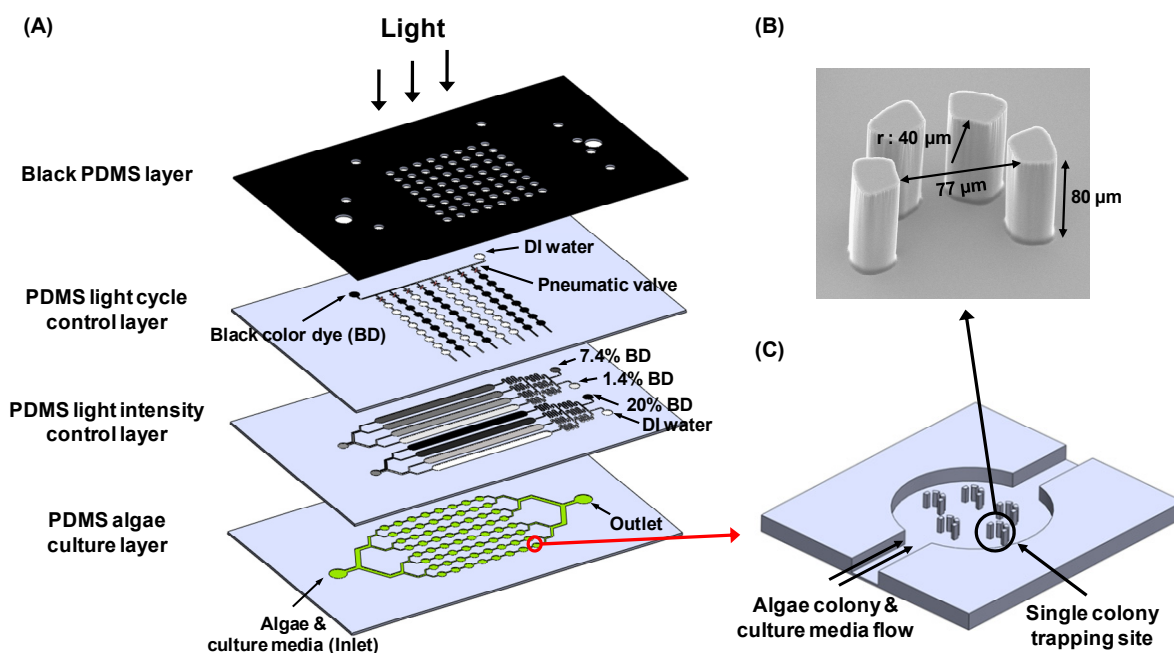 (A)
Light
Black PDMS layer
DI water
Pneumatic valve
PDMS light cycle
control layer
Black color dye (BD)
7.4% BD
1.4% BD
20% BD
DI water
PDMS light intensity
control layer
PDMS algae
culture layer
Outlet
Algae &
culture media (Inlet)
(B)
r : 40 µm
77 µm
80 µm
(C)
Algae colony &
culture media flow
Single colony
trapping site